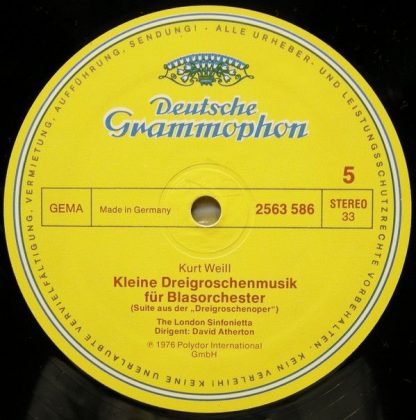 KEINE UNERLAUBTE VERVIELFÄLTIGUNG, VERMIETUNG, AUFFÜHRUNG, SENDUNG! · ALLE URHEBER- UND LEISTUNGSSCHUTZRECHTE VORBEHALTEN · KEIN VERLEIH!
Deutsche
Grammophon
5
GEMA
Made in Germany
2563 586
STEREO
33
Kurt Weill
Kleine Dreigroschenmusik
für Blasorchester
(Suite aus der „Dreigroschenoper“)
The London Sinfonietta
Dirigent: David Atherton
℗ 1976 Polydor International
GmbH